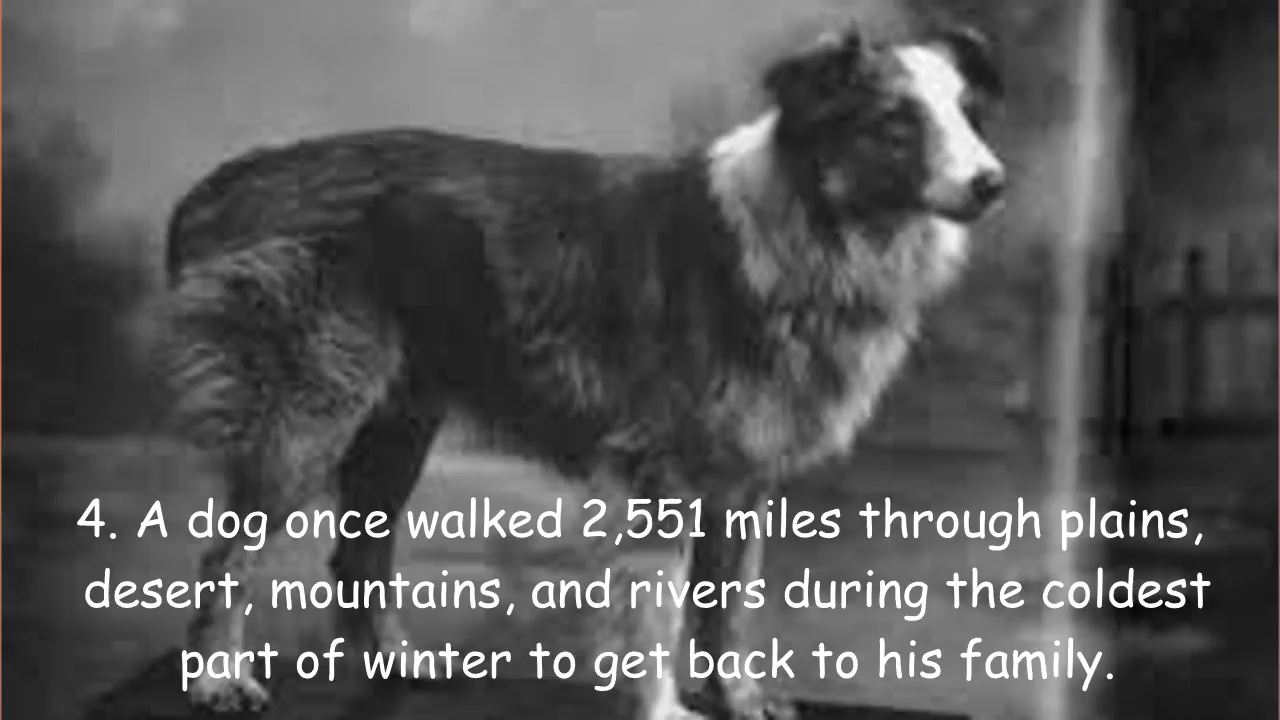 4. A dog once walked 2,551 miles through plains,
desert, mountains, and rivers during the coldest
part of winter to get back to his family.